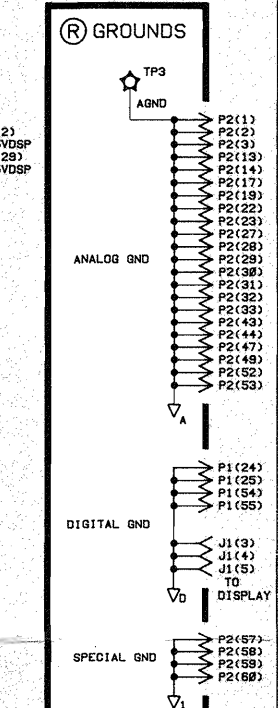 R GROUNDS
TP3
AGND
2)
VDSP
29)
VDSP
P2(1)
P2(2)
P2(3)
P2(13)
P2(14)
P2(17)
P2(19)
P2(22)
P2(23)
P2(27)
P2(28)
P2(29)
P2(30)
P2(31)
P2(32)
P2(33)
P2(43)
P2(44)
P2(47)
P2(49)
P2(52)
P2(53)
ANALOG GND
A
P1(24)
P1(25)
P1(54)
P1(55)
DIGITAL GND
J1(3)
J1(4)
J1(5)
TO
DISPLAY
D
P2(57)
P2(58)
P2(59)
P2(60)
SPECIAL GND
1